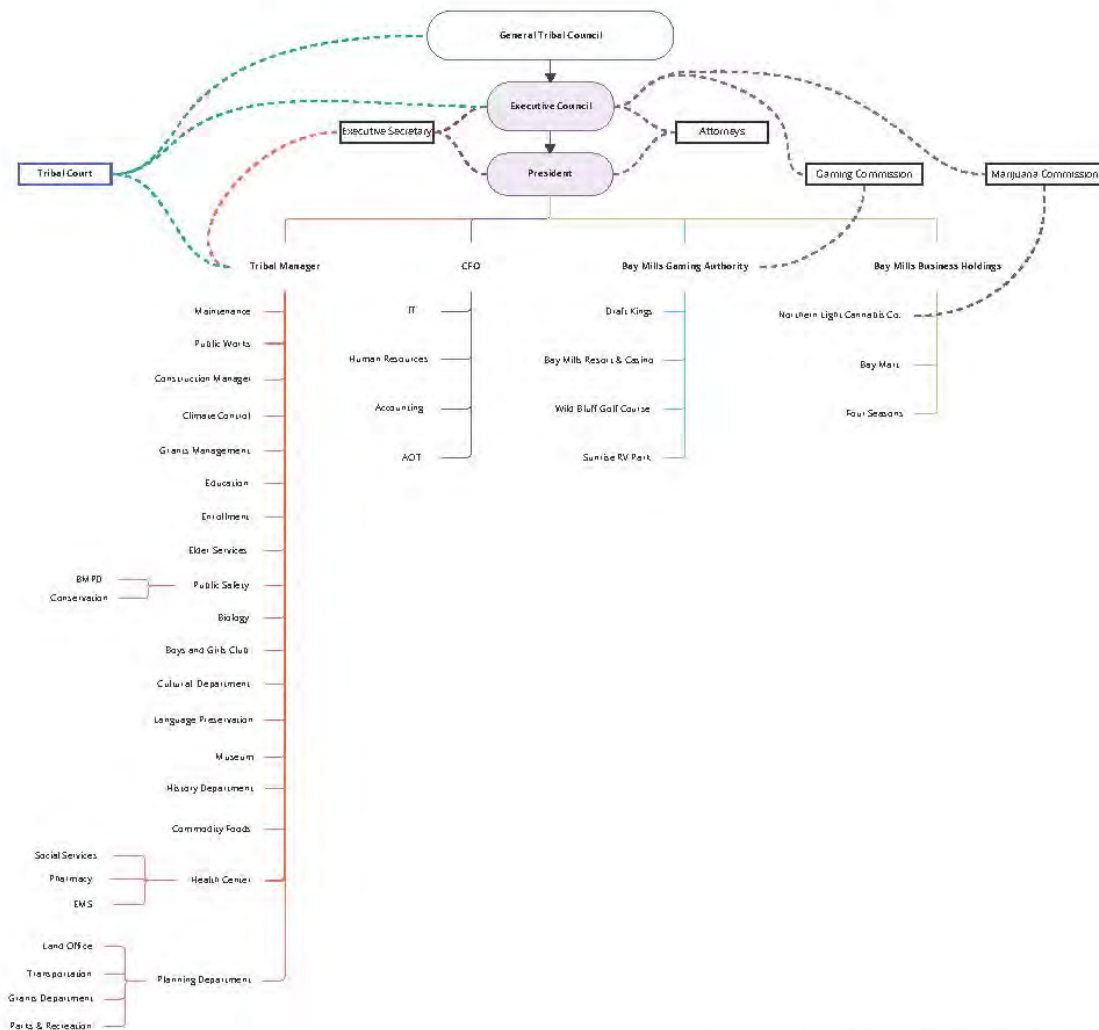 General Tribal Council
Executive Council
Executive Secretary
Attorneys
Tribal Court
President
Gaming Commission
Marijuana Commission
Tribal Manager
CFO
Bay Mills Gaming Authority
Bay Mills Business Holdings
Maintenance
Public Works
Construction Manager
Climate Control
Grants Management
Education
Enrollment
Elder Services
Public Safety
BMPD
Conservation
Biology
Boys and Girls Club
Cultural Department
Language Preservation
Museum
History Department
Commodity Foods
Health Center
Social Services
Pharmacy
EMS
Planning Department
Land Office
Transportation
Grants Department
Parks & Recreation
IT
Human Resources
Accounting
AOT
Draft Kings
Bay Mills Resort & Casino
Wild Bluff Golf Course
Sunrise RV Park
Northern Light Cannabis Co.
Bay Mart
Four Seasons